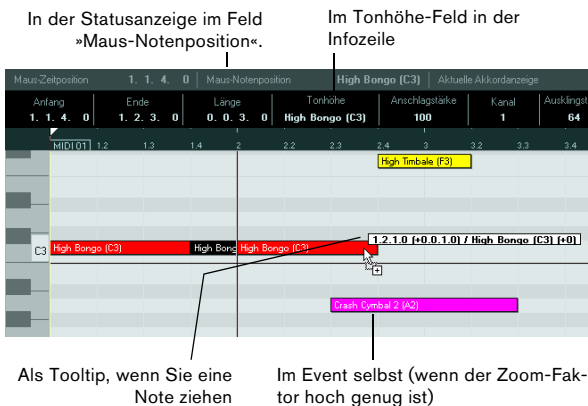 In der Statusanzeige im Feld
»Maus-Notenposition«.
Im Tonhöhe-Feld in der
Infozeile
Maus-Zeitposition 1. 1. 4. 0 Maus-Notenposition High Bongo (C3) Aktuelle Akkordanzeige
Anfang Ende Länge Tonhöhe Anschlagstärke Kanal Ausklingst
1. 1. 4. 0 1. 2. 3. 0 0. 0. 3. 0 High Bongo (C3) 100 1 64
MIDI 01 1.2 1.3 1.4 2 2.2 2.3 2.4 3 3.2 3.3 3.4
High Timbale (F3)
1.2.1.0 (+0.0.1.0) / High Bongo (C3) (+0)
C3 High Bongo (C3) High Bong High Bongo (C3)
Crash Cymbal 2 (A2)
Als Tooltip, wenn Sie eine
Note ziehen
Im Event selbst (wenn der Zoom-Fak-
tor hoch genug ist)